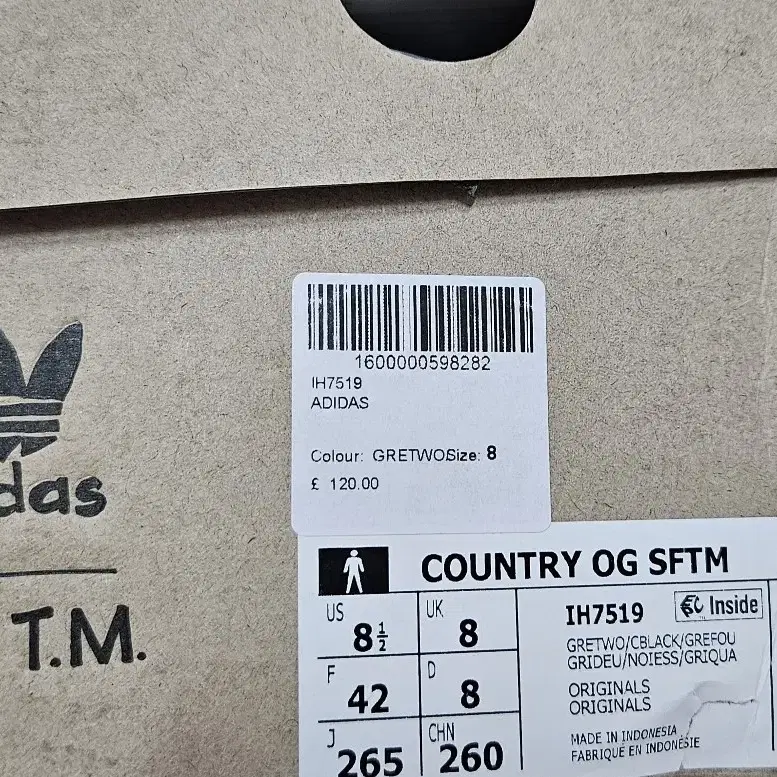 1600000598282
IH7519
ADIDAS
Colour: GRETWOSize: 8
£ 120.00
das
T.M.
COUNTRY OG SFTM
US 8½
UK 8
F 42
D 8
J 265
CHN 260
IH7519
Inside
GRETWO/CBLACK/GREFOU
GRIDEU/NOIESS/GRIQUA
ORIGINALS
ORIGINALS
MADE IN INDONESIA
FABRIQUÉ EN INDONÉSIE